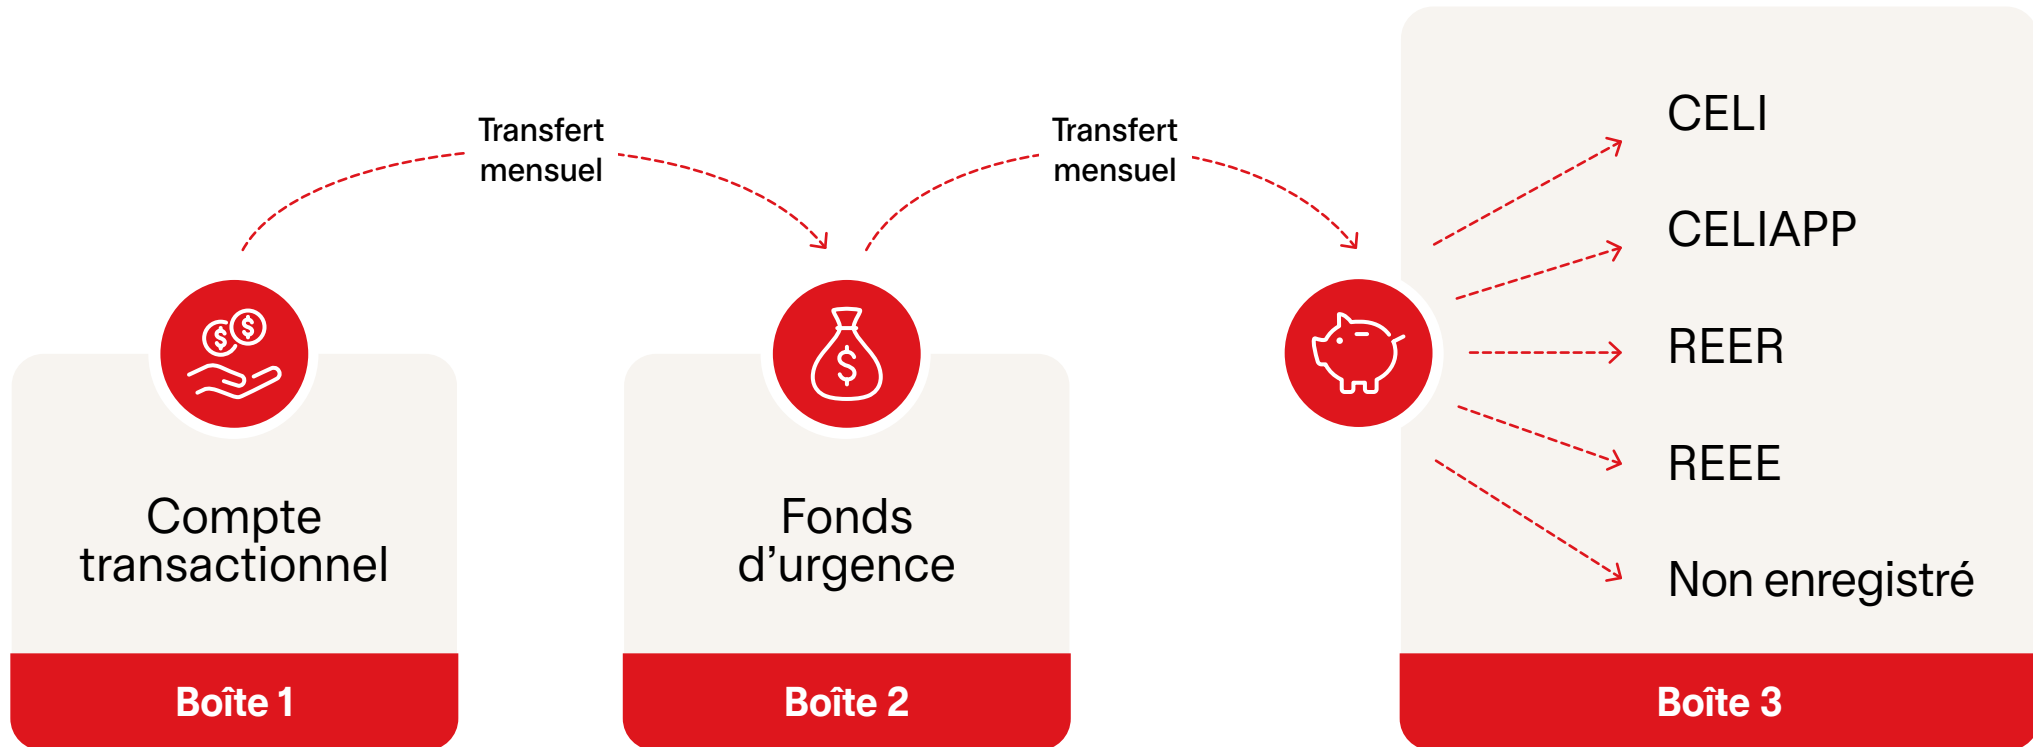 Transfert
mensuel
Transfert
mensuel
$ $
$
Compte
transactionnel
Boîte 1
Fonds
d’urgence
Boîte 2
CELI
CELIAPP
REER
REEE
Non enregistré
Boîte 3